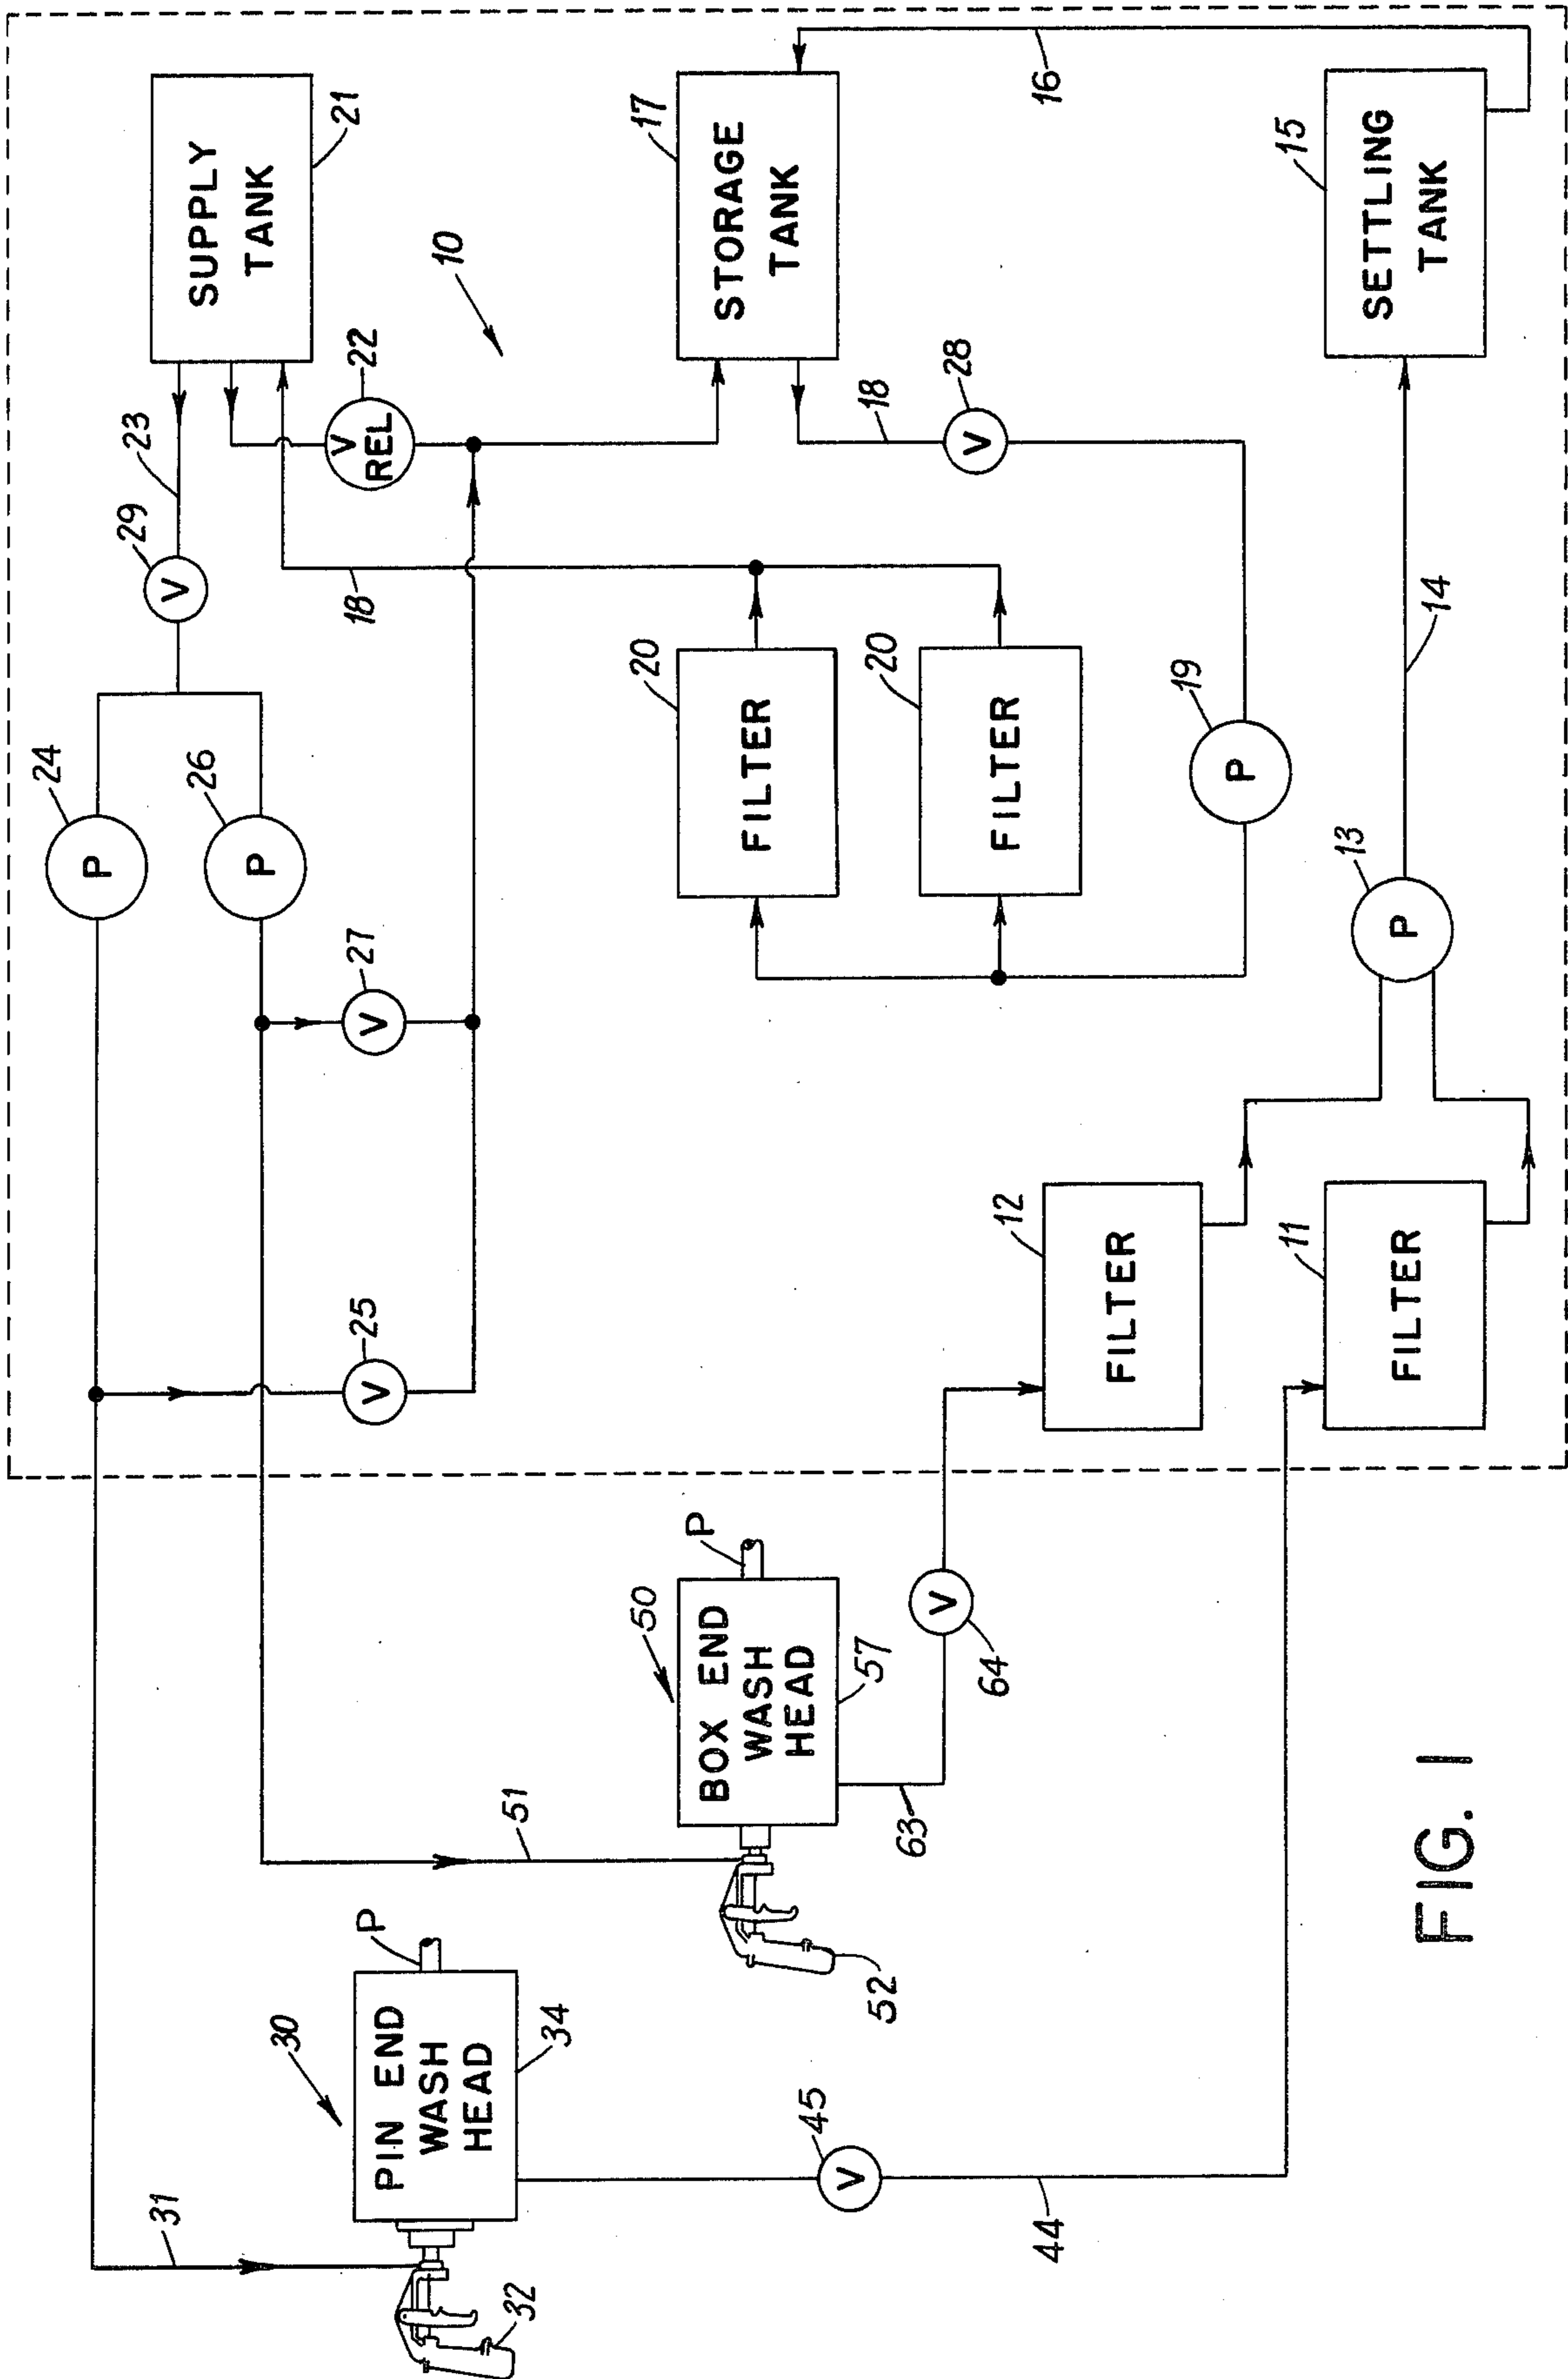 SUPPLY
TANK
21
23
29
V
24
P
26
P
22
V
REL
10
18
27
V
25
V
STORAGE
TANK
17
16
18
28
V
20
FILTER
20
FILTER
19
P
SETTLING
TANK
15
14
13
P
12
FILTER
11
FILTER
31
51
50
BOX END
WASH
HEAD
P
57
63
64
V
52
30
PIN END
WASH
HEAD
P
34
45
V
44
32
FIG. 1